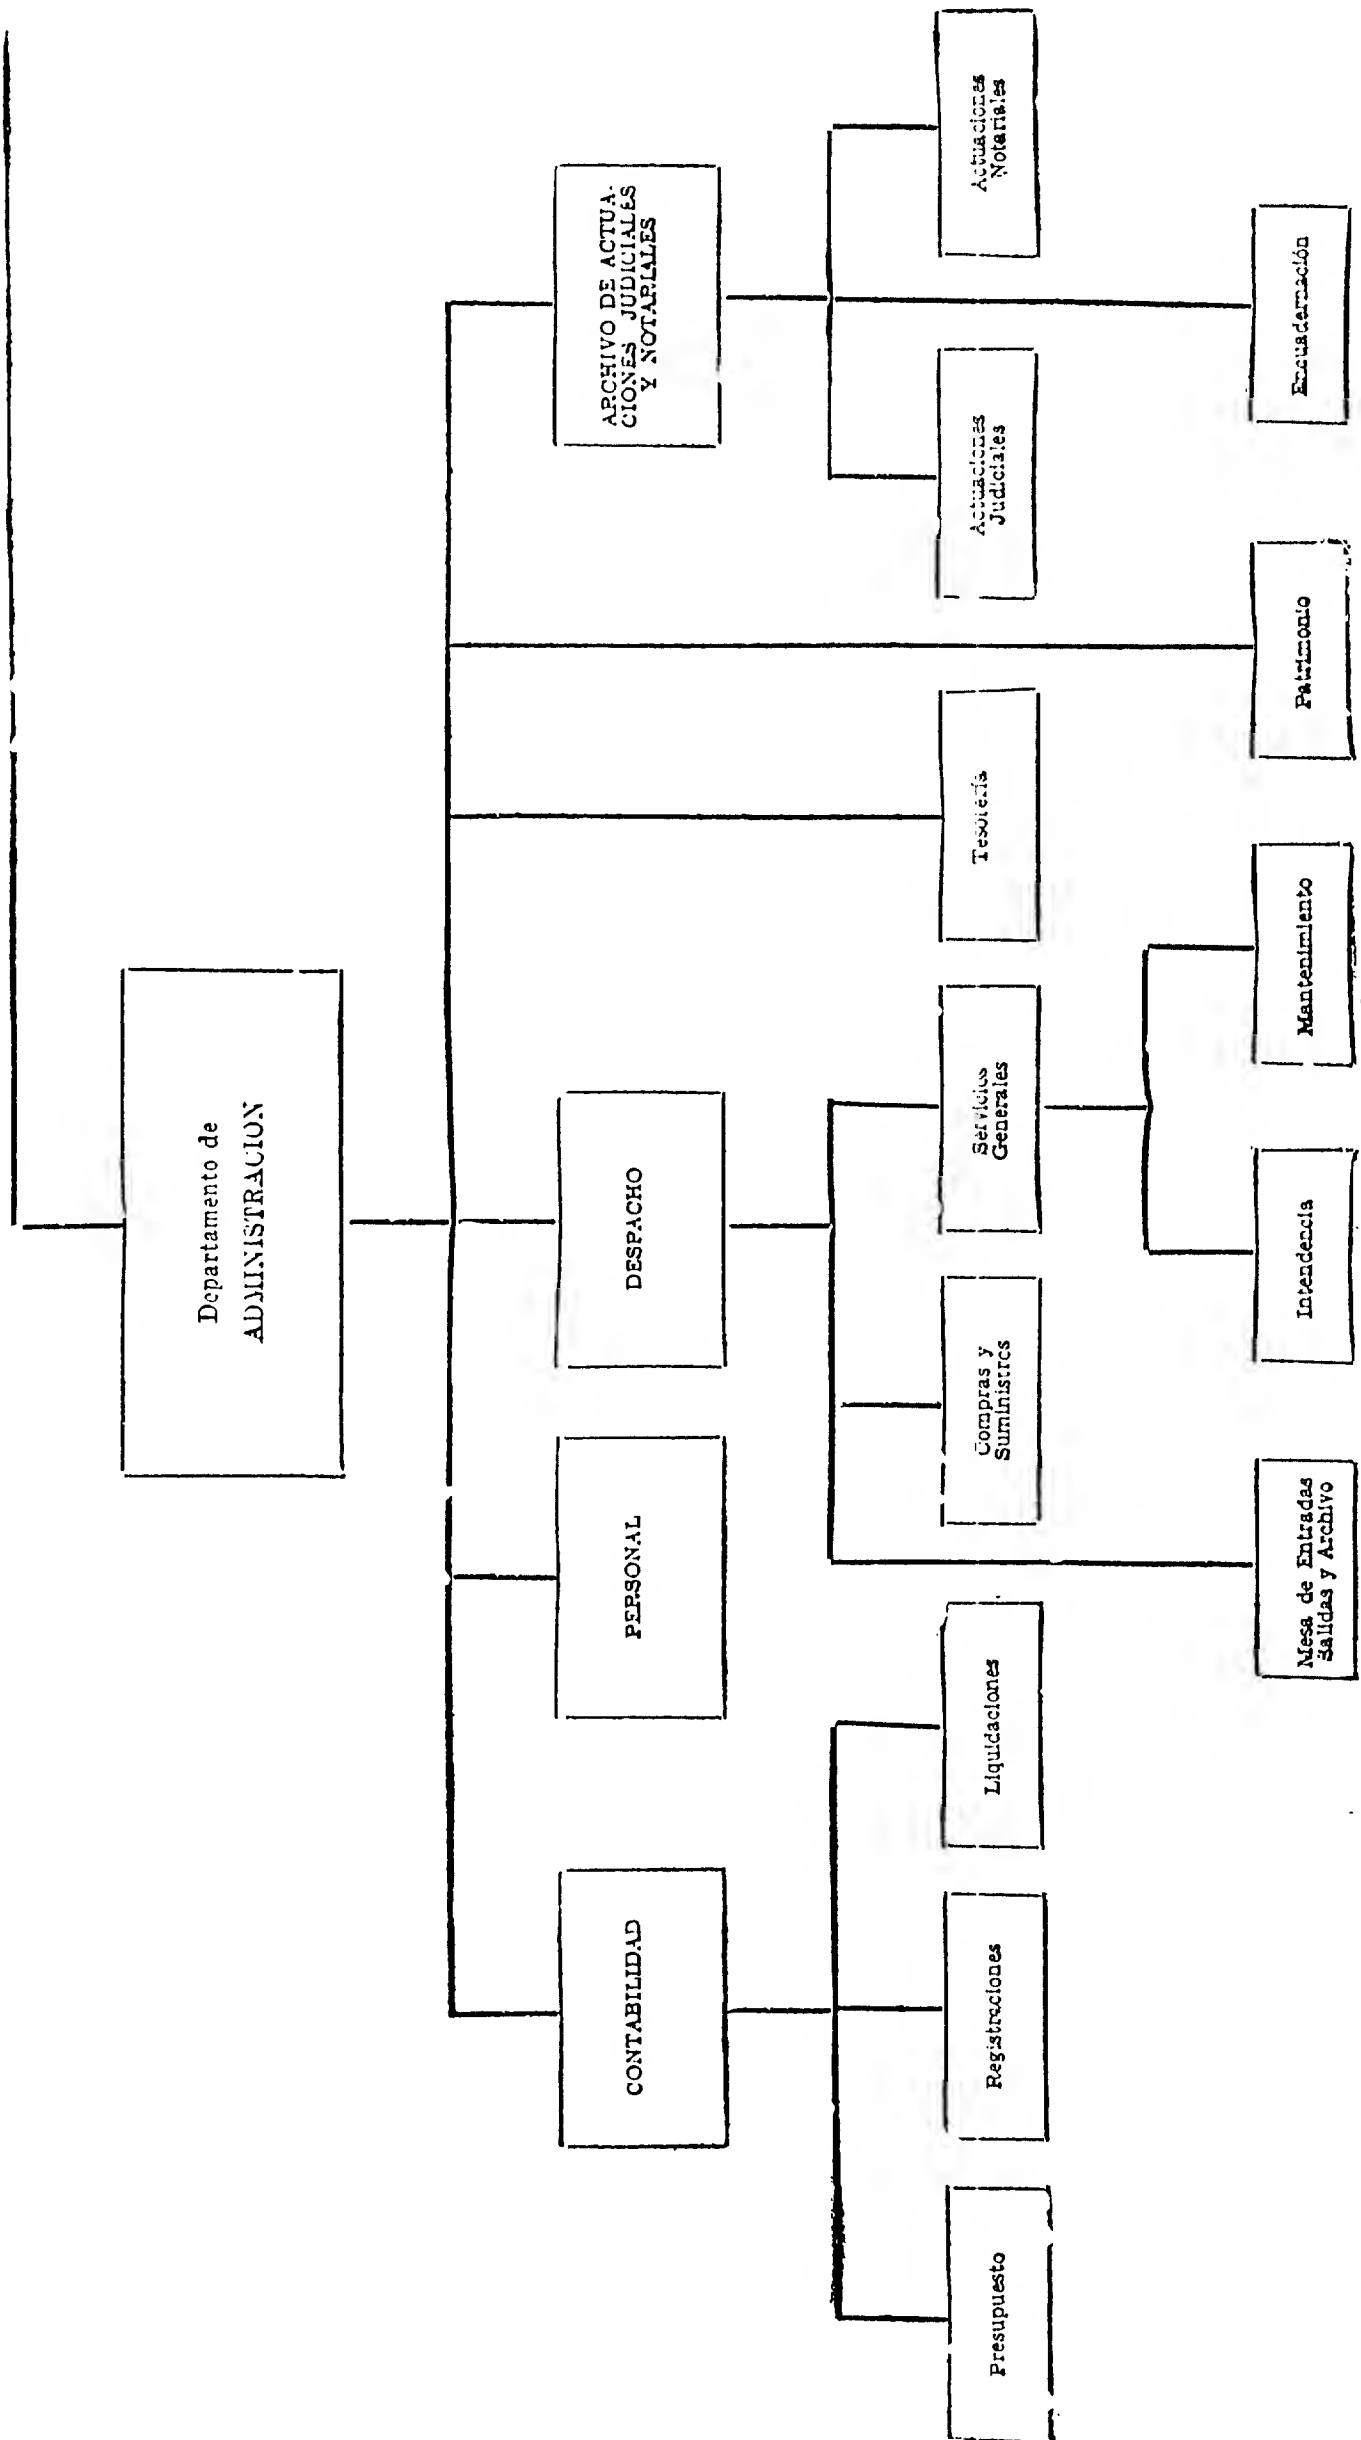 Departamento de
ADMINISTRACION
CONTABILIDAD
PERSONAL
DESPACHO
ARCHIVO DE ACTUA-
CIONES JUDICIALES
Y NOTARIALES
Presupuesto
Registraciones
Liquidaciones
Compras y
Suministros
Servicios
Generales
Tesorería
Actuaciones
Judiciales
Actuaciones
Notariales
Mesa de Entradas
Salidas y Archivo
Intendencia
Mantenimiento
Patrimonio
Encuadernación